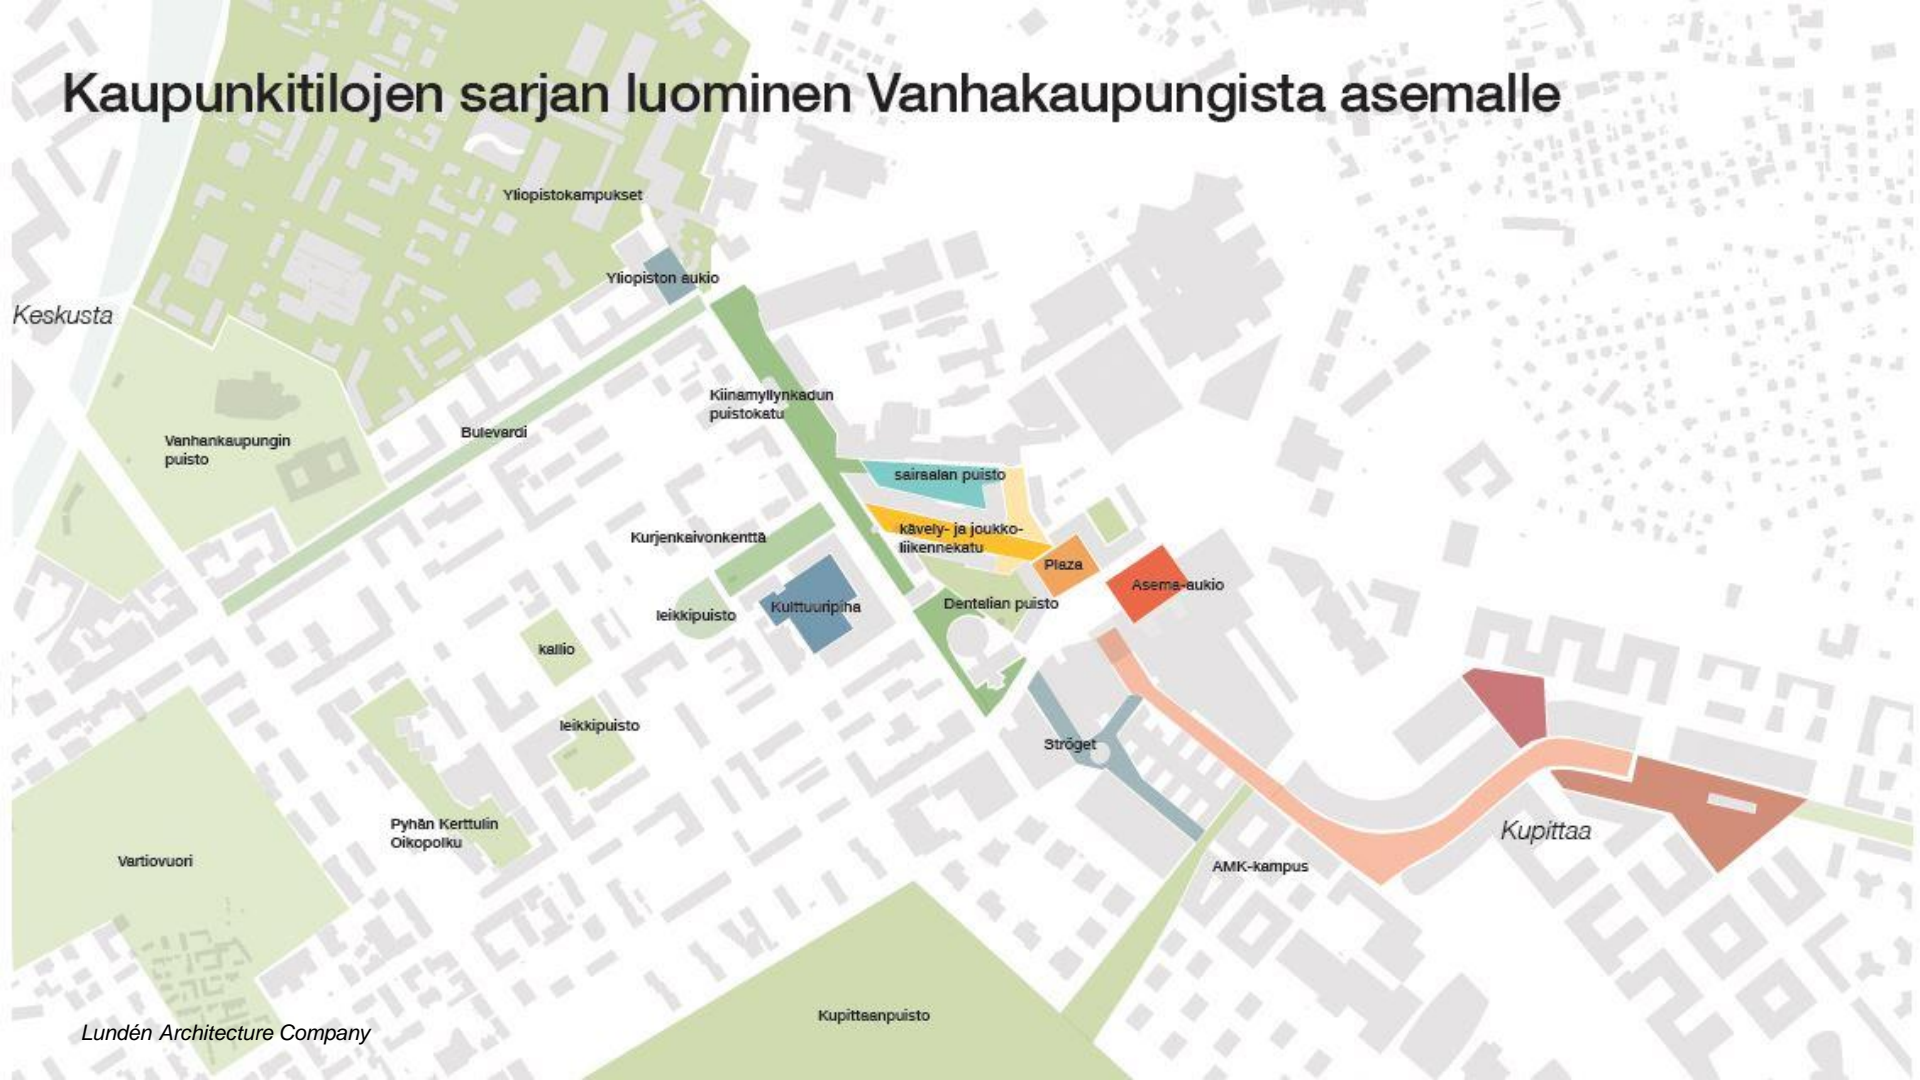 Kaupunkitilojen sarjan luominen Vanhakaupungista asemalle
Yliopistokampukset
Yliopiston aukio
Keskusta
Kiinamyllynkadun
puistokatu
Bulevardi
Vanhankaupungin
puisto
sairaalan puisto
kävely- ja joukko-
liikennekatu
Kurjenkaivonkenttä
Plaza
Asema-aukio
Dentalian puisto
Kulttuuripiha
leikkipuisto
kallio
leikkipuisto
Ströget
Pyhän Kerttulin
Oikopolku
Kupittaa
Vartiovuori
AMK-kampus
Kupittaanpuisto
Lundén Architecture Company